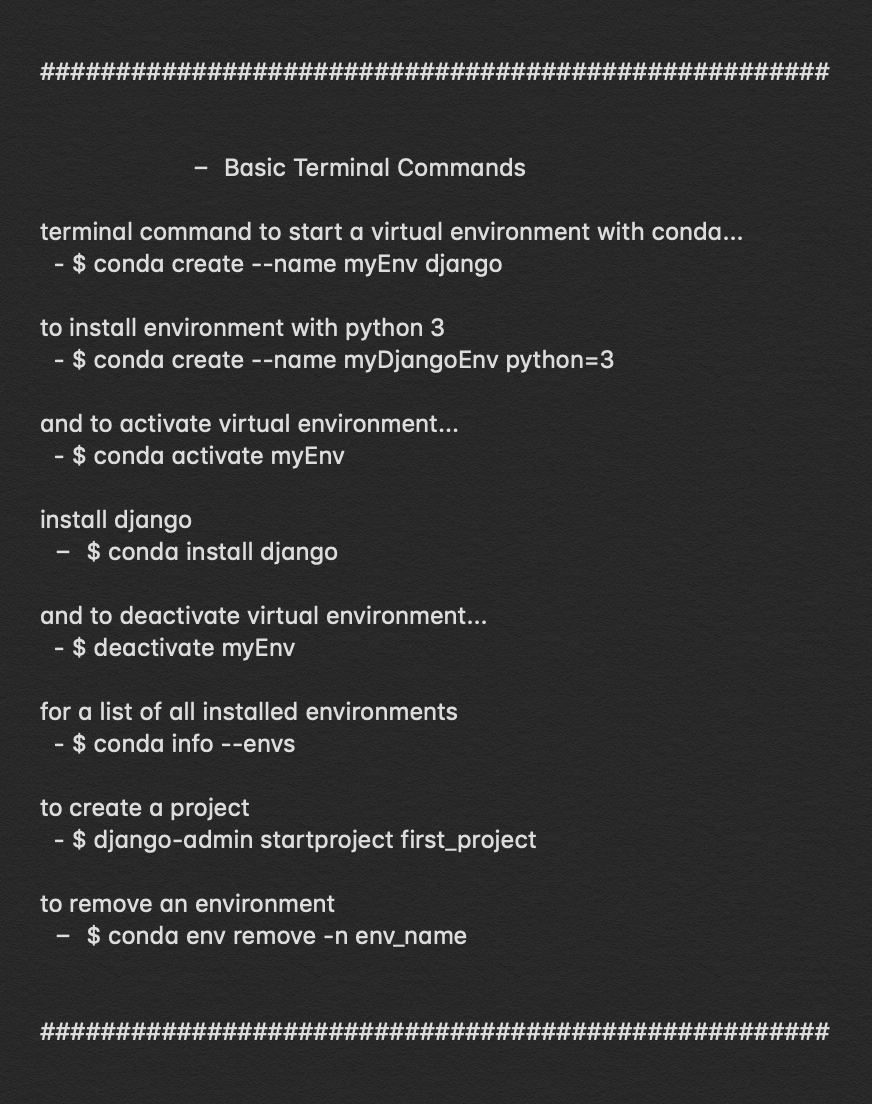 ####################################################
– Basic Terminal Commands
terminal command to start a virtual environment with conda...
- $ conda create --name myEnv django
to install environment with python 3
- $ conda create --name myDjangoEnv python=3
and to activate virtual environment...
- $ conda activate myEnv
install django
– $ conda install django
and to deactivate virtual environment...
- $ deactivate myEnv
for a list of all installed environments
- $ conda info --envs
to create a project
- $ django-admin startproject first_project
to remove an environment
– $ conda env remove -n env_name
####################################################